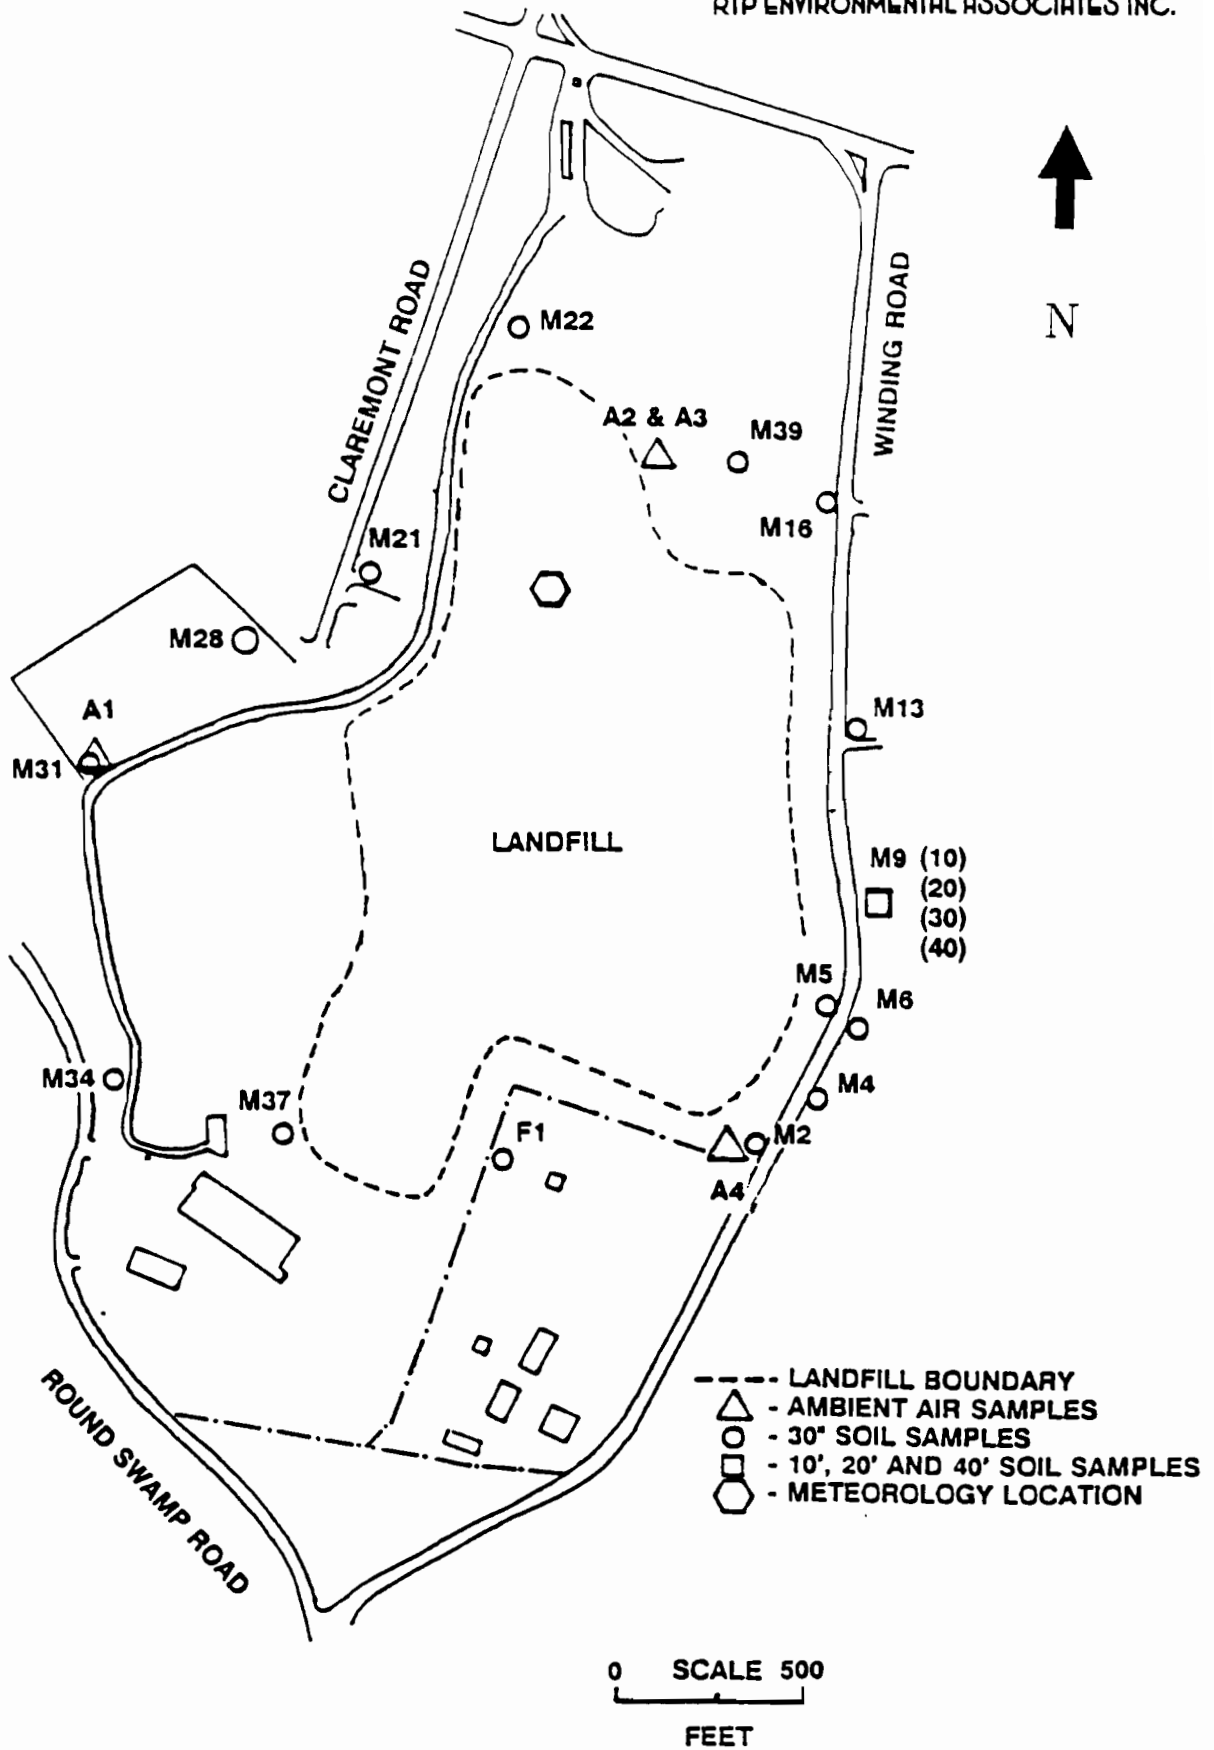 RTP ENVIRONMENTAL ASSOCIATES INC.
N
CLAREMONT ROAD
WINDING ROAD
M22
A2 & A3
M39
M16
M21
M28
A1
M31
M13
LANDFILL
M9 (10)
(20)
(30)
(40)
M5
M6
M34
M37
M4
F1
M2
A4
ROUND SWAMP ROAD
---- LANDFILL BOUNDARY
- AMBIENT AIR SAMPLES
- 30" SOIL SAMPLES
- 10', 20' AND 40' SOIL SAMPLES
- METEOROLOGY LOCATION
0 SCALE 500
FEET